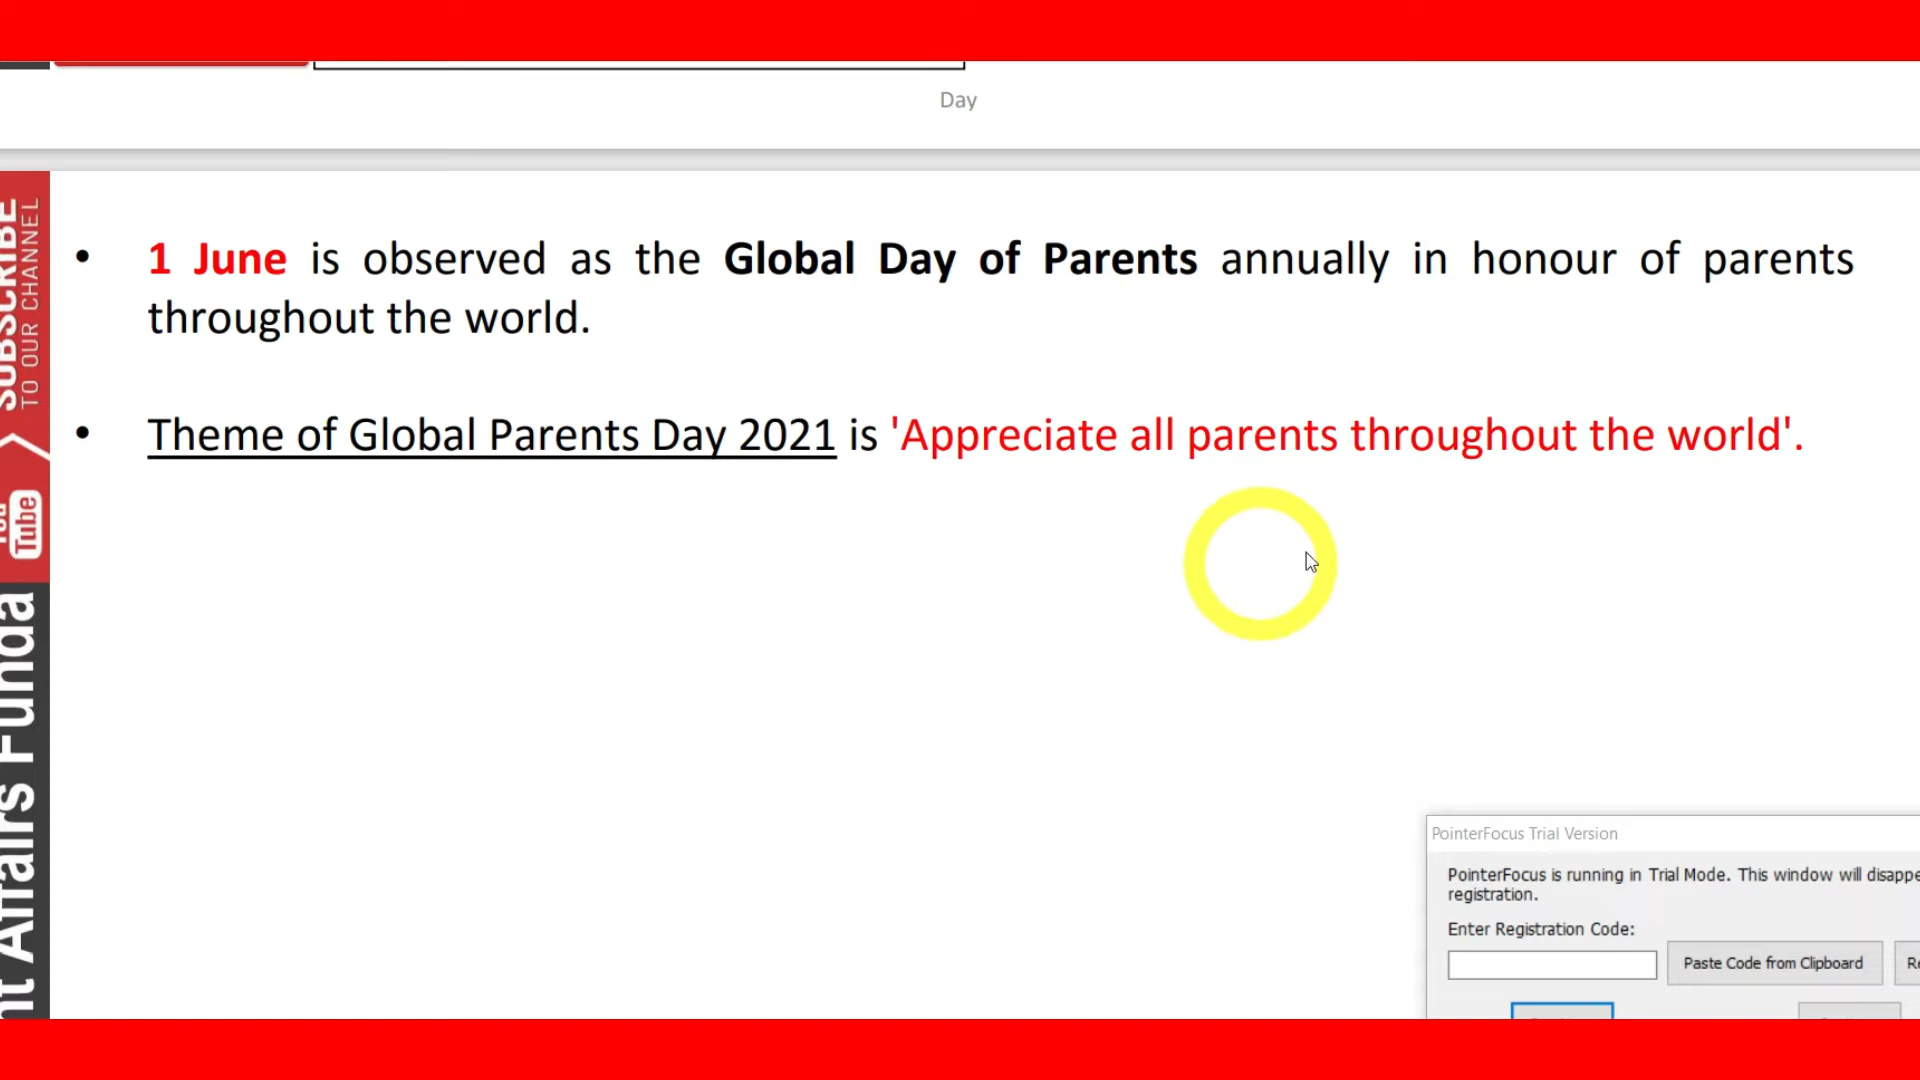 Day
• 1 June is observed as the Global Day of Parents annually in honour of parents
throughout the world.
• Theme of Global Parents Day 2021 is 'Appreciate all parents throughout the world'.
SUBSCRIBE
TO OUR CHANNEL
You
Tube
Affairs Funda
PointerFocus Trial Version
PointerFocus is running in Trial Mode. This window will
registration.
Enter Registration Code:
Paste Code from Clipboard